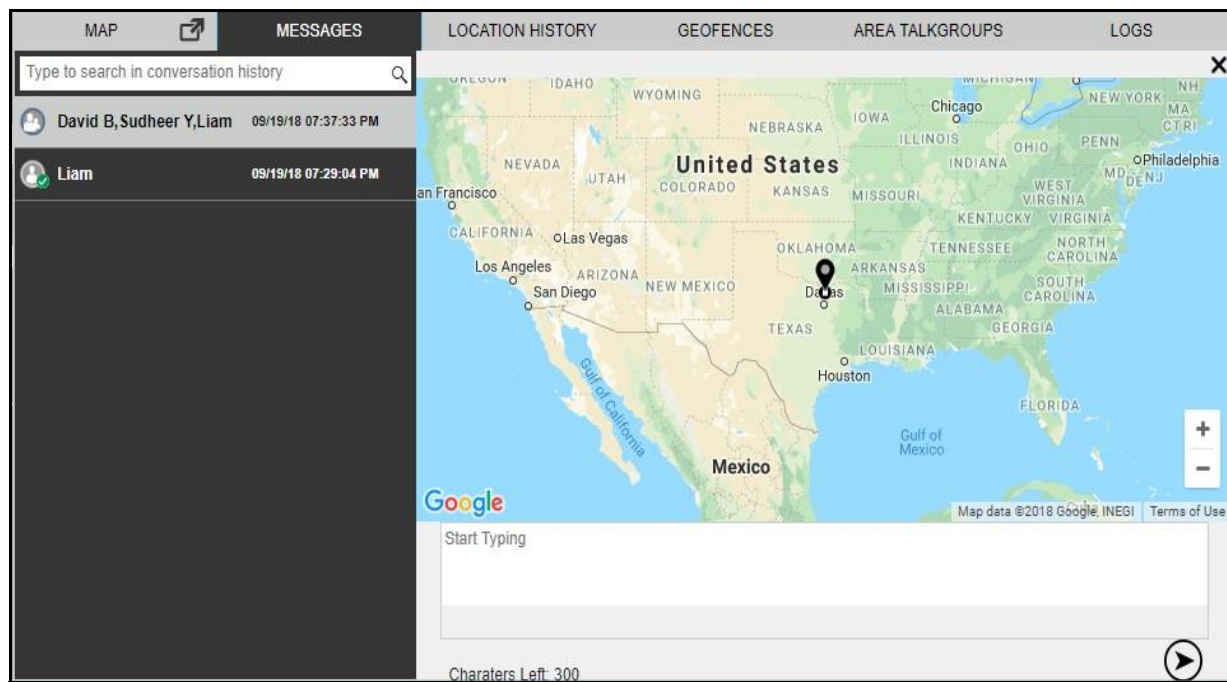 MAP
MESSAGES
LOCATION HISTORY
GEOFENCES
AREA TALKGROUPS
LOGS
Type to search in conversation history
David B,Sudheer Y,Liam 09/19/18 07:37:33 PM
Liam 09/19/18 07:29:04 PM
OREGON
IDAHO
WYOMING
MICHIGAN
NEW YORK
NH
MA
CT RI
Chicago
IOWA
NEBRASKA
ILLINOIS
OHIO
PENN
INDIANA
Philadelphia
MD
DE NJ
NEVADA
UTAH
United States
COLORADO
KANSAS
MISSOURI
WEST
VIRGINIA
KENTUCKY
VIRGINIA
an Francisco
CALIFORNIA
Las Vegas
OKLAHOMA
TENNESSEE
NORTH
CAROLINA
Los Angeles
ARIZONA
NEW MEXICO
ARKANSAS
San Diego
Dallas
MISSISSIPPI
SOUTH
CAROLINA
ALABAMA
TEXAS
GEORGIA
LOUISIANA
Houston
Gulf of California
FLORIDA
Gulf of
Mexico
Mexico
Cuba
Google
Map data ©2018 Google, INEGI
Terms of Use
Start Typing
Charaters Left: 300